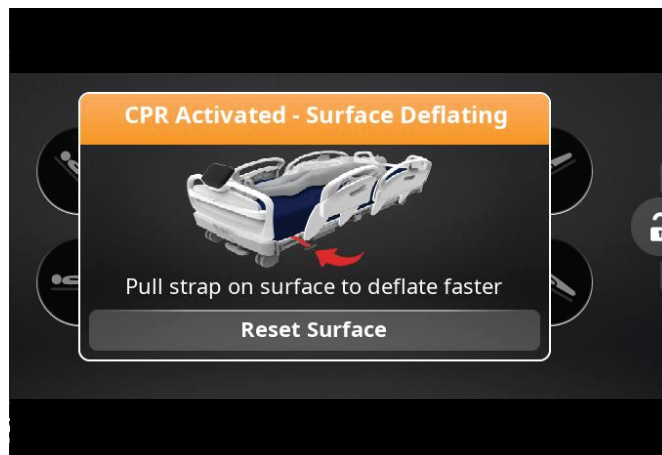 CPR Activated - Surface Deflating
Pull strap on surface to deflate faster
Reset Surface